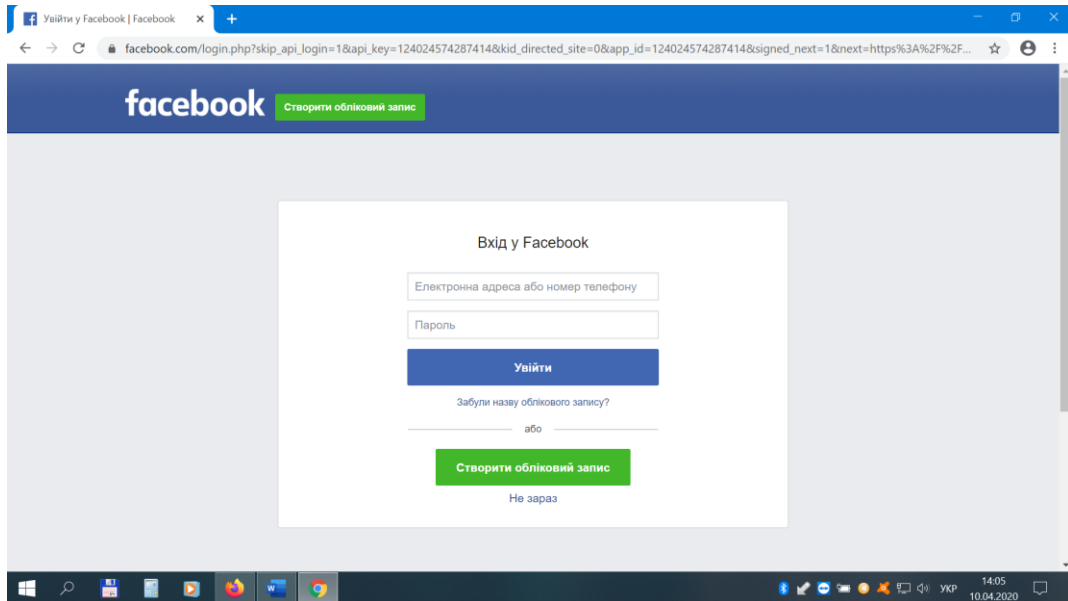 Увійти у Facebook | Facebook
facebook.com/login.php?skip_api_login=1&api_key=124024574287414&kid_directed_site=0&app_id=124024574287414&signed_next=1&next=https%3A%2F%2F...
facebook Створити обліковий запис
Вхід у Facebook
Електронна адреса або номер телефону
Пароль
Увійти
Забули назву облікового запису?
або
Створити обліковий запис
Не зараз
УКР
14:05
10.04.2020